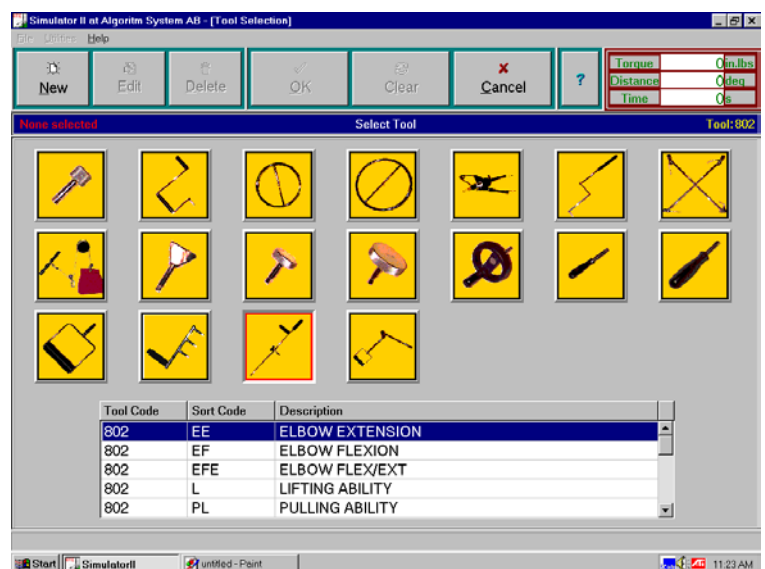 Simulator II at Algoritm System AB - [Tool Selection]
File Utilities Help
New Edit Delete OK Clear Cancel ?
Torque 0 in.lbs
Distance 0 deg
Time 0 s
None selected Select Tool Tool: 802
Tool Code Sort Code Description
802 EE ELBOW EXTENSION
802 EF ELBOW FLEXION
802 EFE ELBOW FLEX/EXT
802 L LIFTING ABILITY
802 PL PULLING ABILITY
Start SimulatorII untitled - Paint ATI 11:23 AM